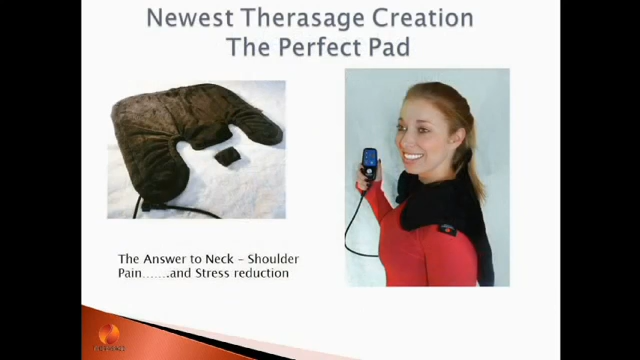 Newest Therasage Creation
The Perfect Pad
The Answer to Neck – Shoulder
Pain.......and Stress reduction